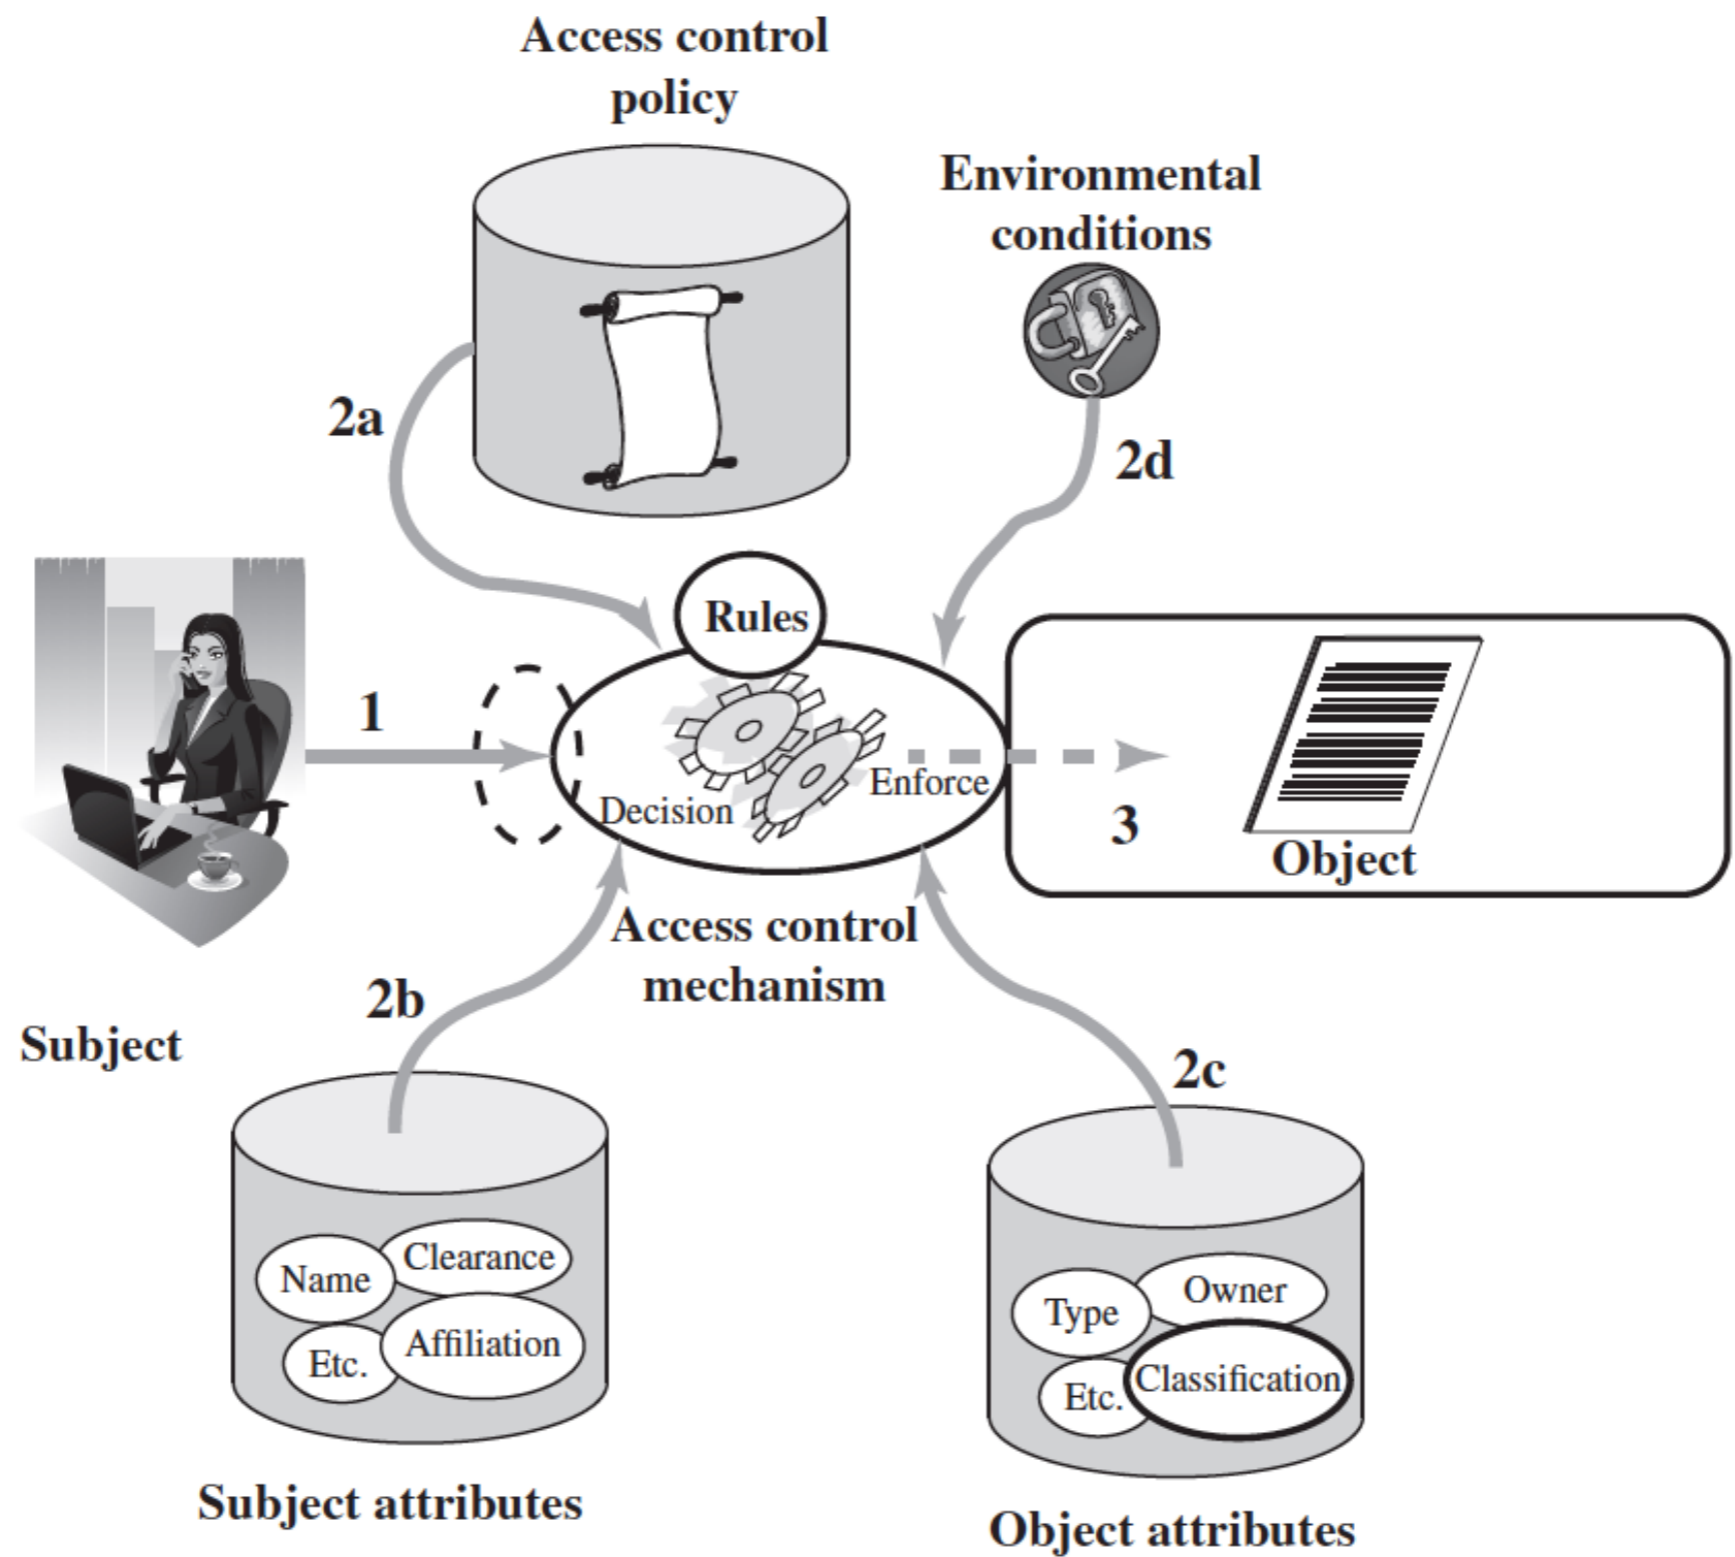 Access control
policy
Environmental
conditions
2a
2d
Rules
1
Decision
Enforce
3
Object
Access control
mechanism
2b
Subject
2c
Name
Clearance
Etc.
Affiliation
Type
Owner
Etc.
Classification
Subject attributes
Object attributes